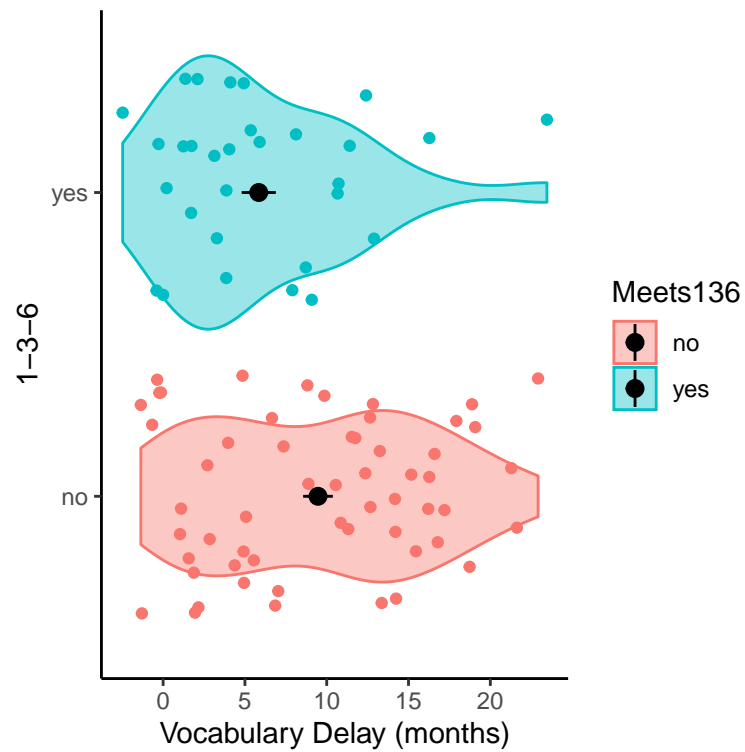 1−3−6
yes
no
0 5 10 15 20
Vocabulary Delay (months)
Meets136
no
yes